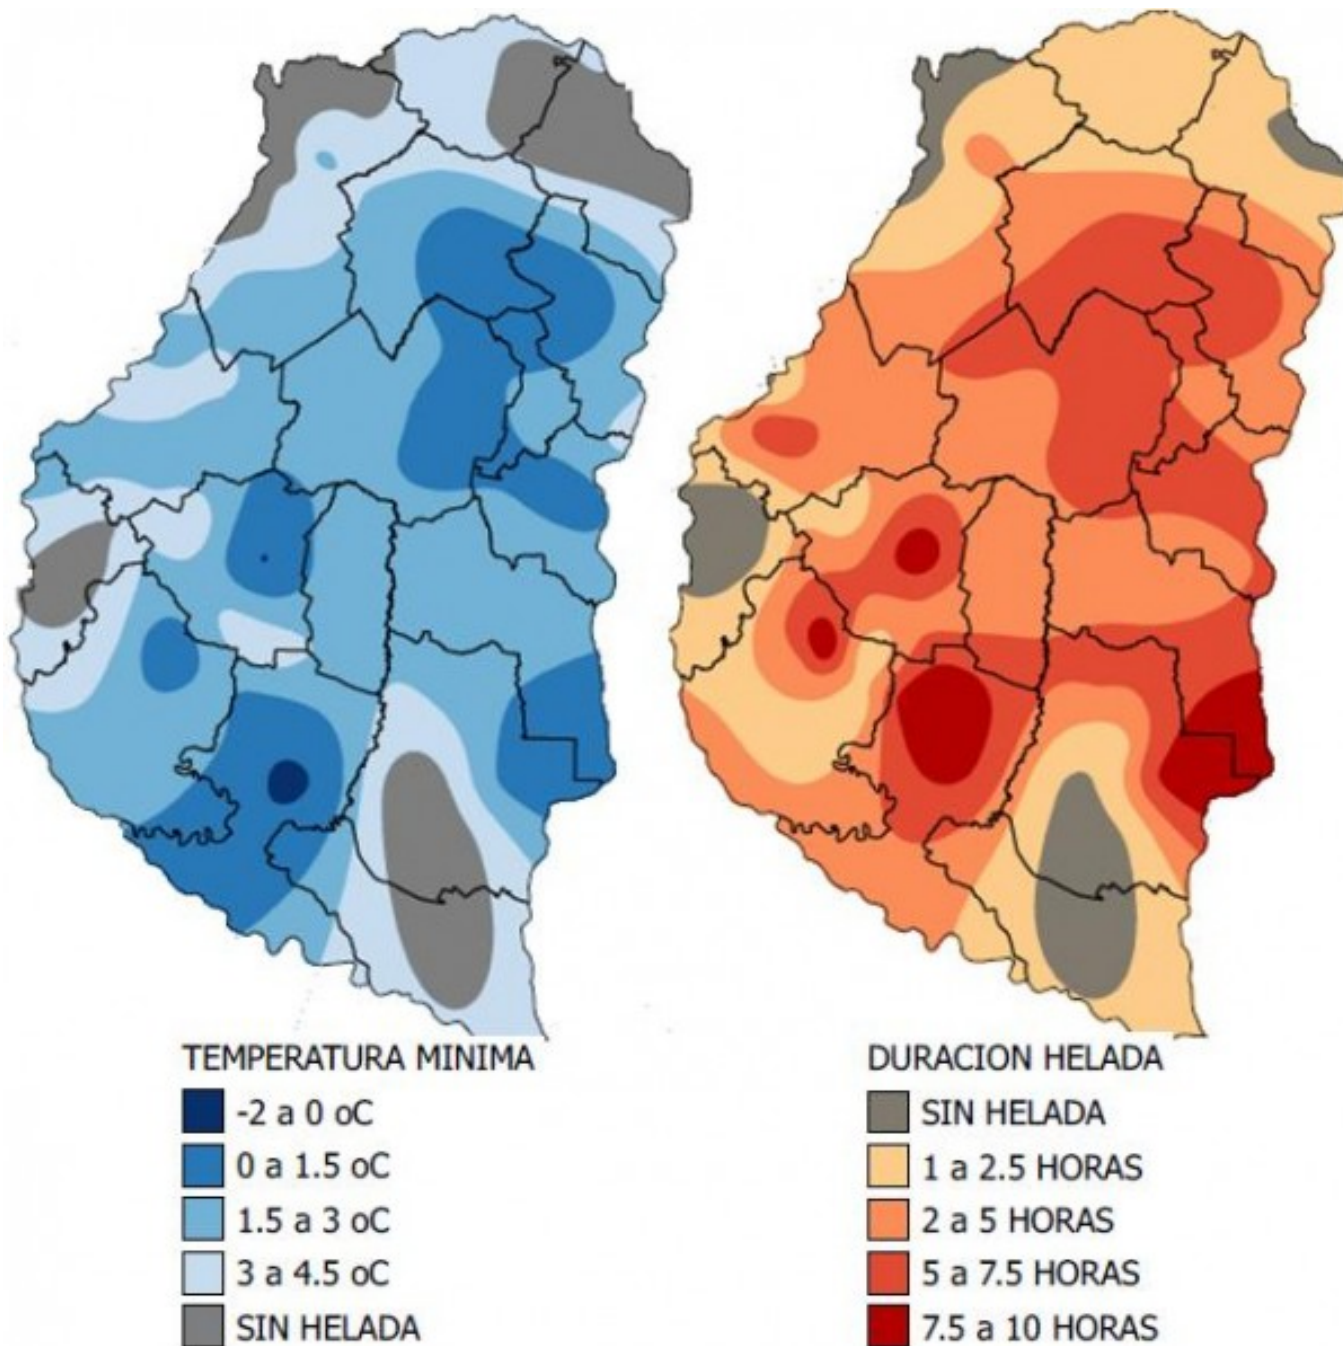 TEMPERATURA MINIMA
-2 a 0 oC
0 a 1.5 oC
1.5 a 3 oC
3 a 4.5 oC
SIN HELADA
DURACION HELADA
SIN HELADA
1 a 2.5 HORAS
2 a 5 HORAS
5 a 7.5 HORAS
7.5 a 10 HORAS